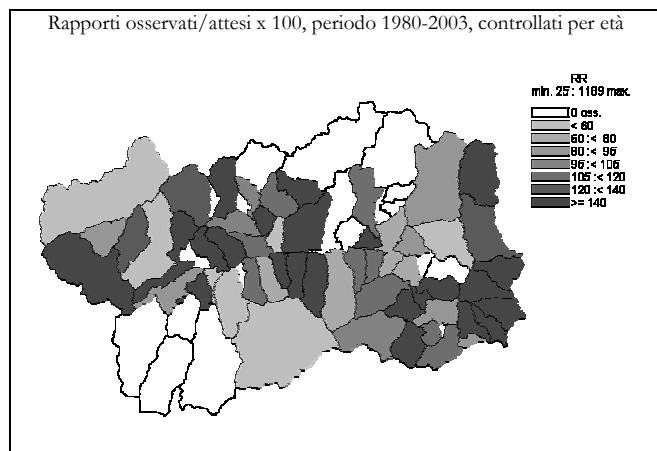 Rapporti osservati/attesi x 100, periodo 1980-2003, controllati per età
RR
min. 25 : 1189 max.
0 oss.
< 60
60 :< 80
80 :< 95
95 :< 105
105 :< 120
120 :< 140
>= 140